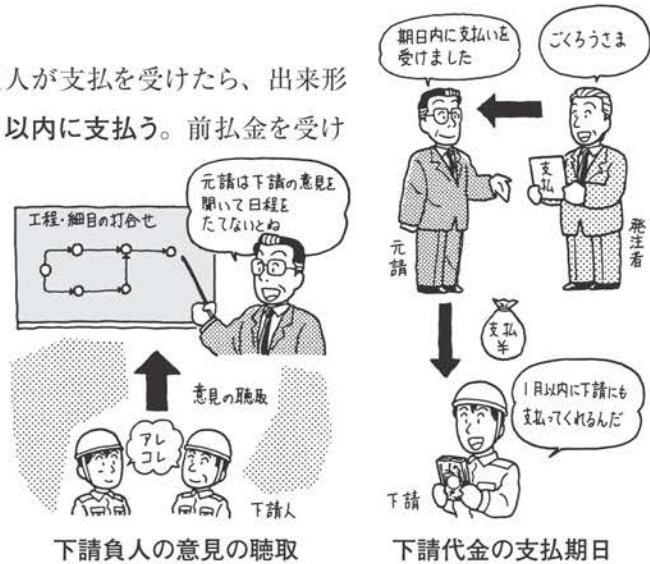 人が支払を受けたら、出来形
以内に支払う。前払金を受け
工程・細目の打合せ
元請は下請の意見を
聞いて日程を
たてないとね
意見の聴取
アレ
コレ
下請人
下請負人の意見の聴取
期日内に支払いを
受けました
ごくろうさま
支払
元請
発注者
支払
¥
1月以内に下請にも
支払ってくれるんだ
下請
下請代金の支払期日